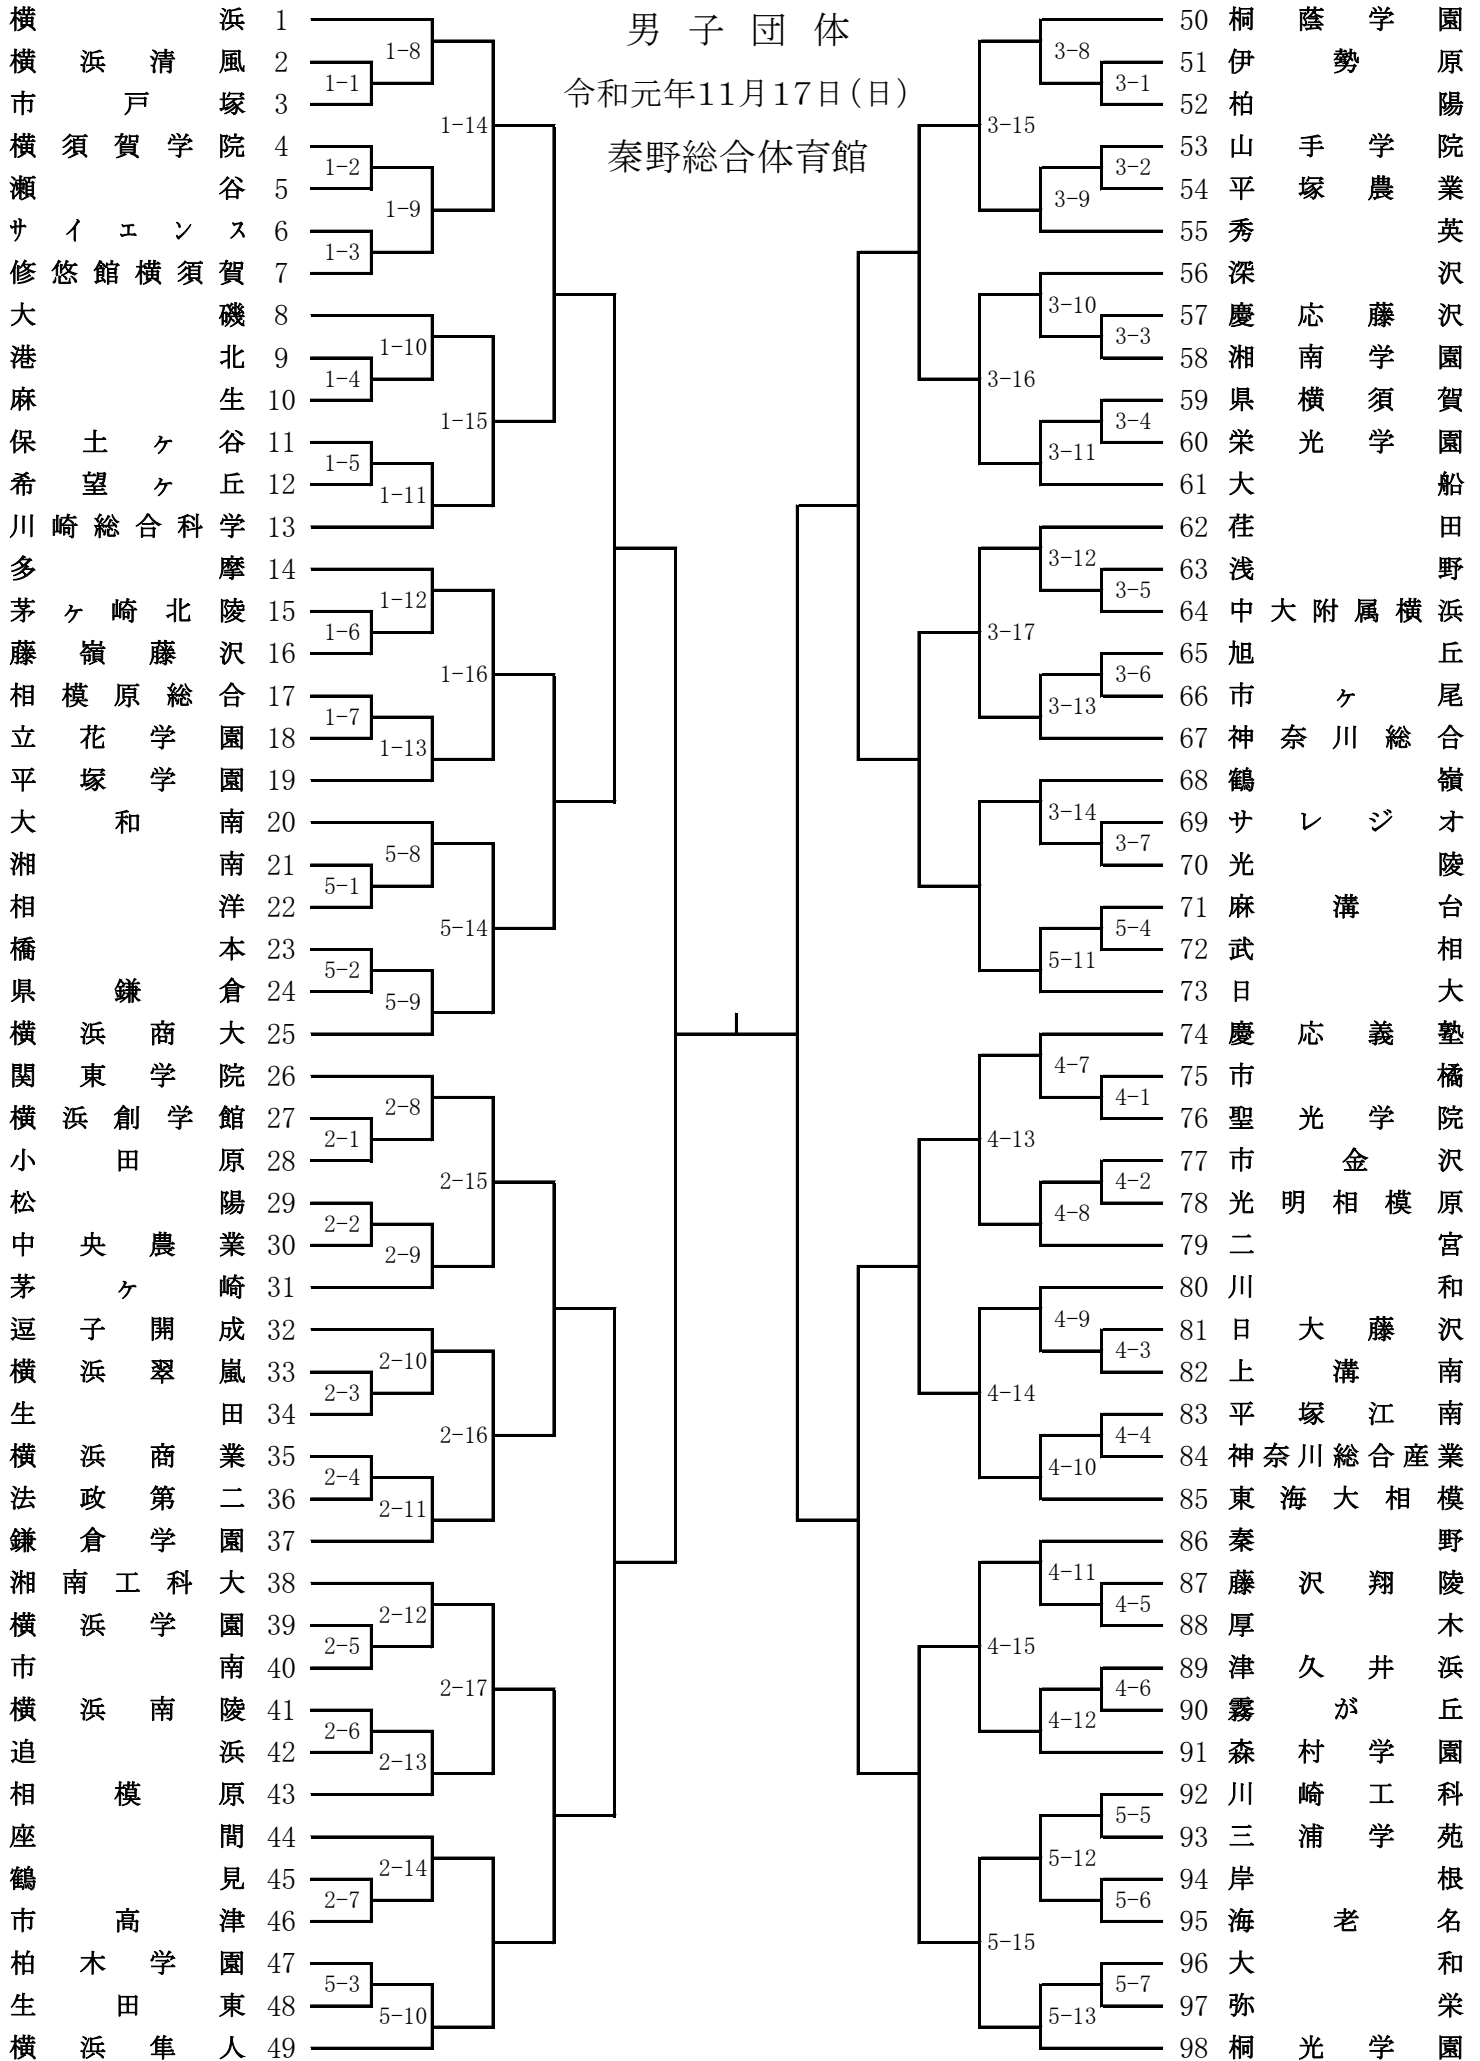 男子団体
令和元年11月17日(日)
秦野総合体育館
横浜 1
横浜清風 2
市戸塚 3
横須賀学院 4
瀬谷 5
サイエンス 6
修悠館横須賀 7
大磯 8
港北 9
麻生 10
保土ヶ谷 11
希望ヶ丘 12
川崎総合科学 13
多摩 14
茅ヶ崎北陵 15
藤嶺藤沢 16
相模原総合 17
立花学園 18
平塚学園 19
大和南 20
湘南 21
相洋 22
橋本 23
県鎌倉 24
横浜商大 25
関東学院 26
横浜創学館 27
小田原 28
松陽 29
中央農業 30
茅ヶ崎 31
逗子開成 32
横浜翠嵐 33
生田 34
横浜商業 35
法政第二 36
鎌倉学園 37
湘南工科大 38
横浜学園 39
市南 40
横浜南陵 41
追浜 42
相模原 43
座間 44
鶴見 45
市高津 46
柏木学園 47
生田東 48
横浜隼人 49
1-1
1-2
1-3
1-4
1-5
1-6
1-7
5-1
5-2
2-1
2-2
2-3
2-4
2-5
2-6
2-7
5-3
1-8
1-9
1-10
1-11
1-12
1-13
5-8
5-9
2-8
2-9
2-10
2-11
2-12
2-13
2-14
5-10
1-14
1-15
1-16
5-14
2-15
2-16
2-17
50 桐蔭学園
51 伊勢原
52 柏陽
53 山手学院
54 平塚農業
55 秀英
56 深沢
57 慶応藤沢
58 湘南学園
59 県横須賀
60 栄光学園
61 大船
62 荏田
63 浅野
64 中大附属横浜
65 旭丘
66 市ヶ尾
67 神奈川総合
68 鶴嶺
69 サレジオ
70 光陵
71 麻溝台
72 武相
73 日大
74 慶応義塾
75 市橘
76 聖光学院
77 市金沢
78 光明相模原
79 二宮
80 川和
81 日大藤沢
82 上溝南
83 平塚江南
84 神奈川総合産業
85 東海大相模
86 秦野
87 藤沢翔陵
88 厚木
89 津久井浜
90 霧が丘
91 森村学園
92 川崎工科
93 三浦学苑
94 岸根
95 海老名
96 大和
97 弥栄
98 桐光学園
3-15
3-16
3-17
4-13
4-14
4-15
5-15
3-8
3-9
3-10
3-11
3-12
3-13
3-14
5-11
4-7
4-8
4-9
4-10
4-11
4-12
5-12
5-13
3-1
3-2
3-3
3-4
3-5
3-6
3-7
5-4
4-1
4-2
4-3
4-4
4-5
4-6
5-5
5-6
5-7